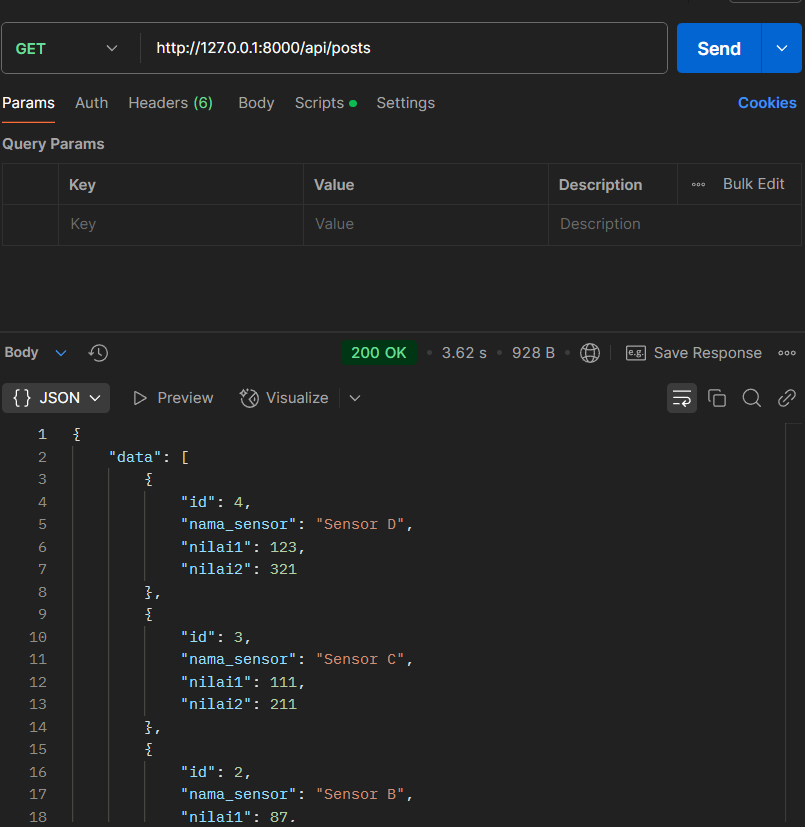 GET http://127.0.0.1:8000/api/posts Send
Params Auth Headers (6) Body Scripts Settings Cookies
Query Params
Key Value Description Bulk Edit
Key Value Description
Body 200 OK 3.62 s 928 B e.g. Save Response
{} JSON Preview Visualize
1 {
2 "data": [
3 {
4 "id": 4,
5 "nama_sensor": "Sensor D",
6 "nilai1": 123,
7 "nilai2": 321
8 },
9 {
10 "id": 3,
11 "nama_sensor": "Sensor C",
12 "nilai1": 111,
13 "nilai2": 211
14 },
15 {
16 "id": 2,
17 "nama_sensor": "Sensor B",
18 "nilai1": 87,